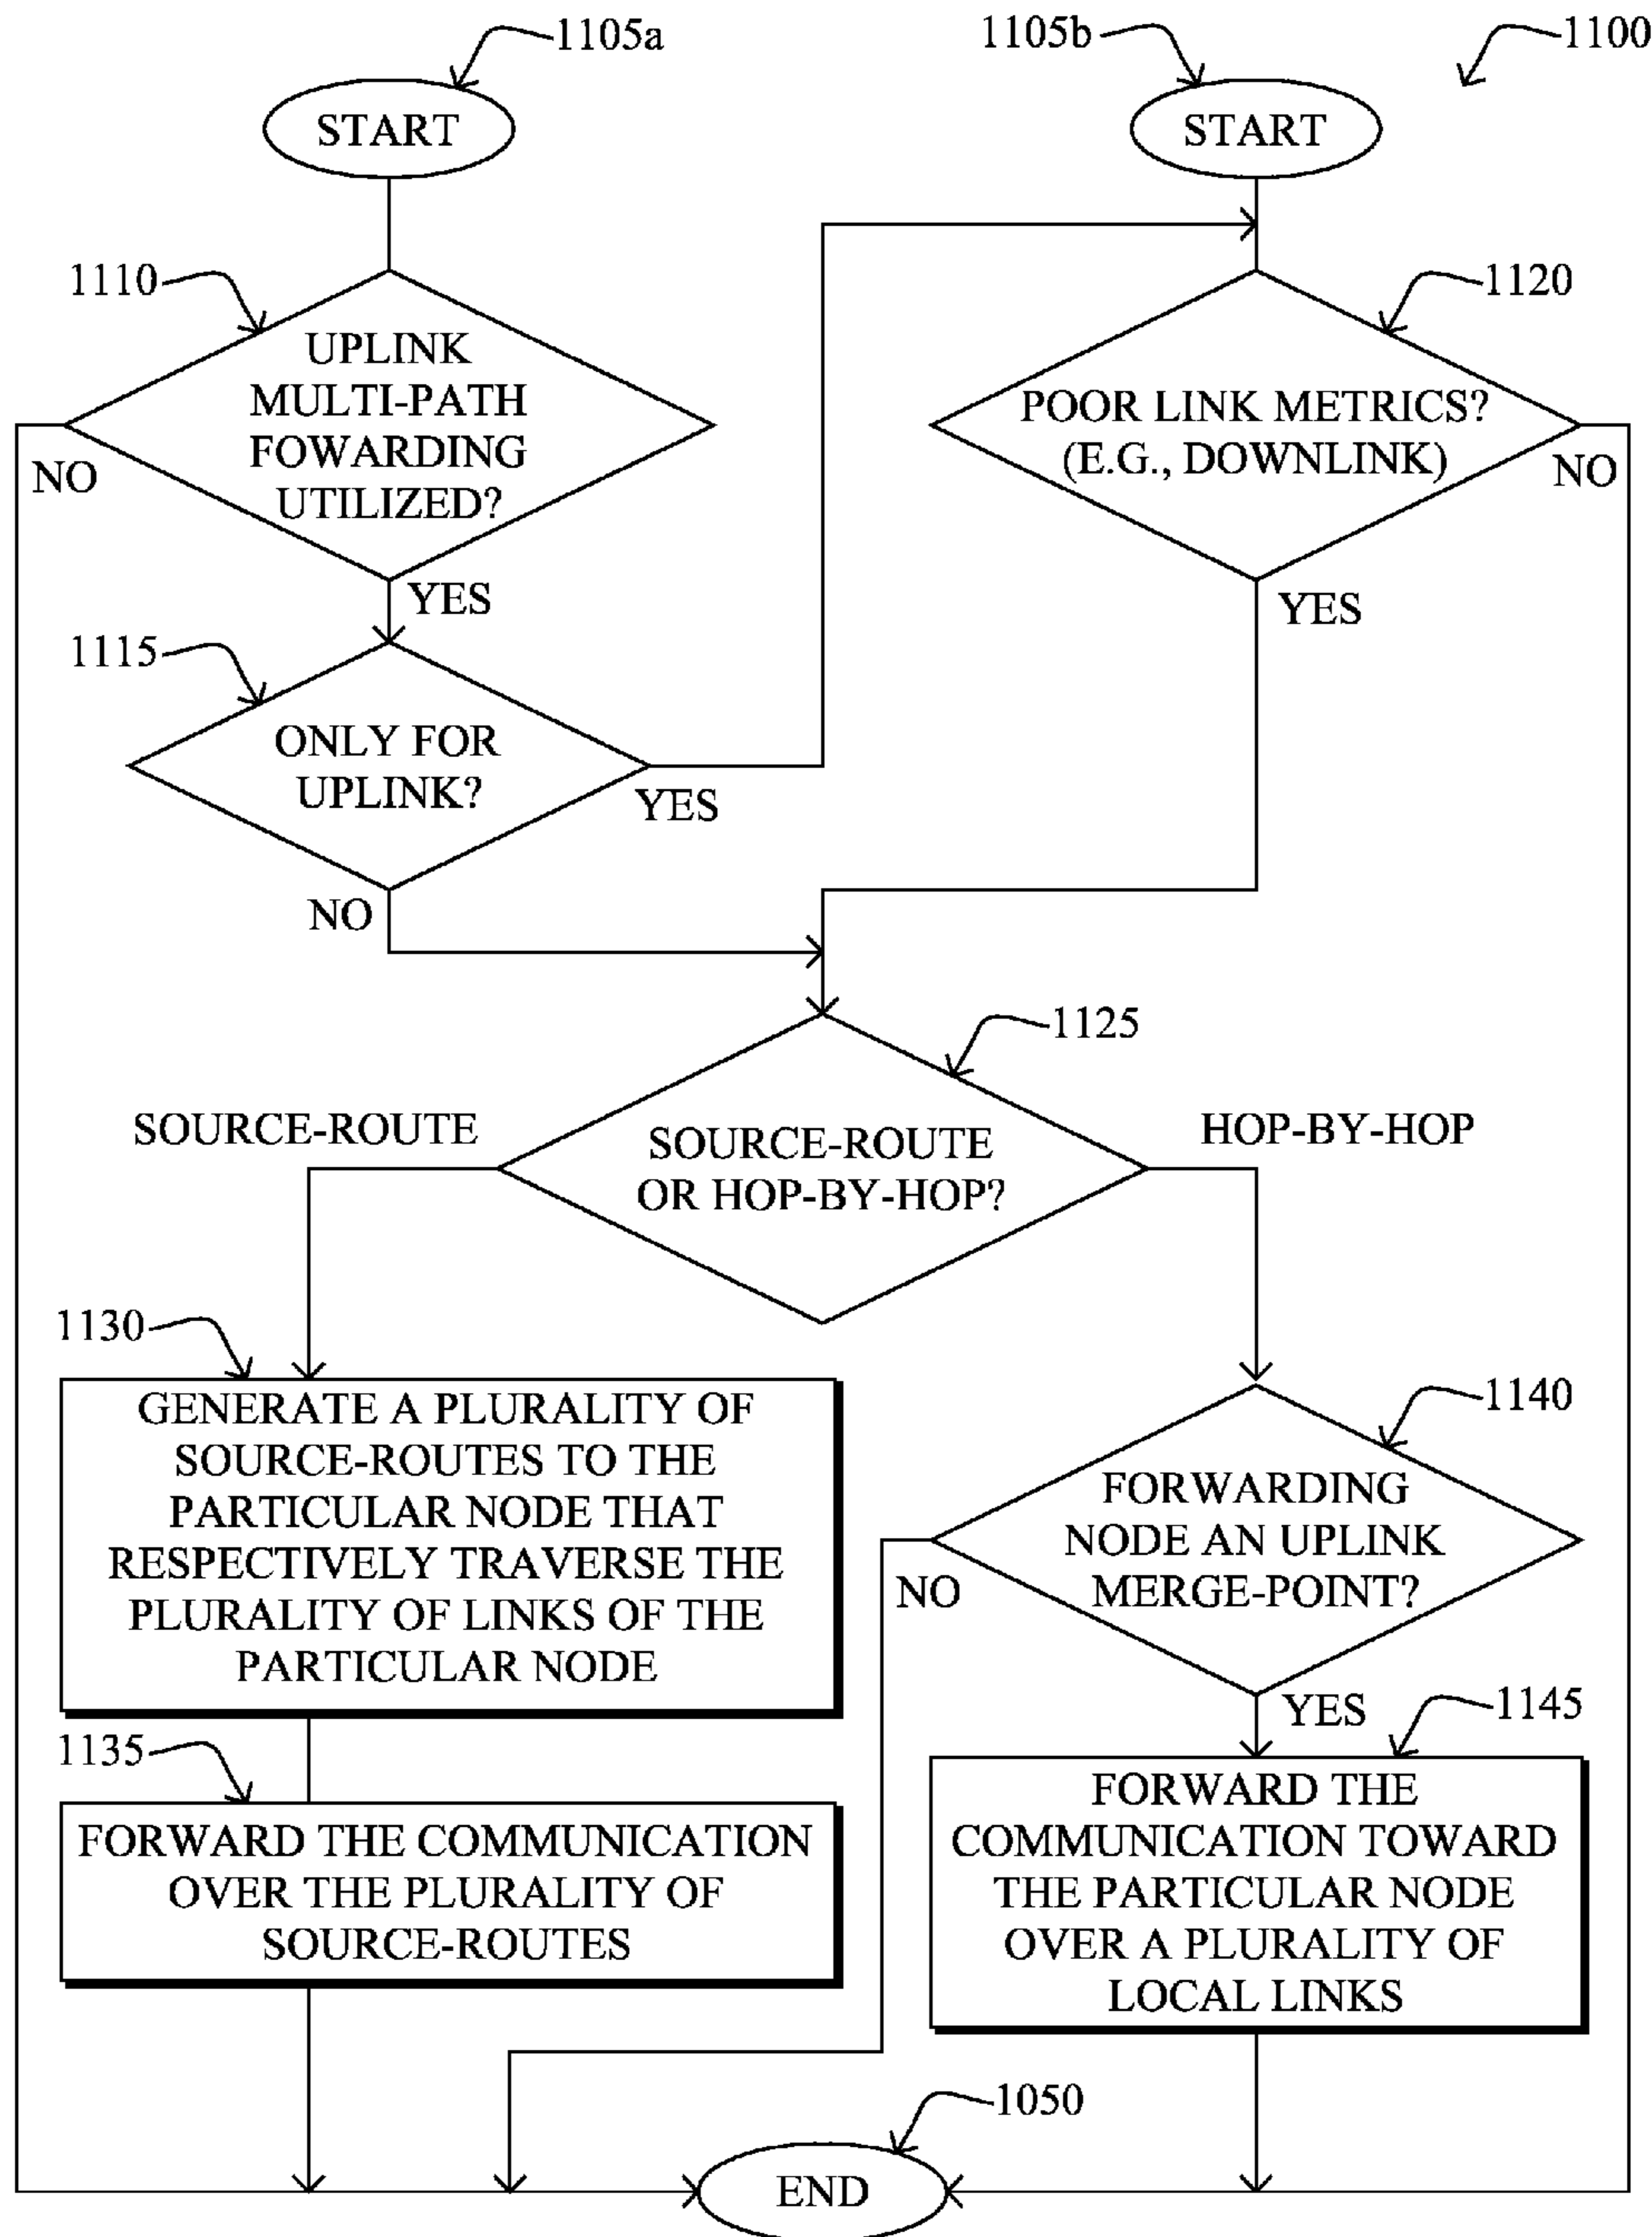 1105a
1105b
1100
START
START
1110
UPLINK
MULTI-PATH
FOWARDING
UTILIZED?
NO
YES
1120
POOR LINK METRICS?
(E.G., DOWNLINK)
NO
YES
1115
ONLY FOR
UPLINK?
YES
NO
1125
SOURCE-ROUTE
SOURCE-ROUTE
OR HOP-BY-HOP?
HOP-BY-HOP
1130
GENERATE A PLURALITY OF
SOURCE-ROUTES TO THE
PARTICULAR NODE THAT
RESPECTIVELY TRAVERSE THE
PLURALITY OF LINKS OF THE
PARTICULAR NODE
1140
FORWARDING
NODE AN UPLINK
MERGE-POINT?
NO
YES
1135
FORWARD THE COMMUNICATION
OVER THE PLURALITY OF
SOURCE-ROUTES
1145
FORWARD THE
COMMUNICATION TOWARD
THE PARTICULAR NODE
OVER A PLURALITY OF
LOCAL LINKS
1050
END